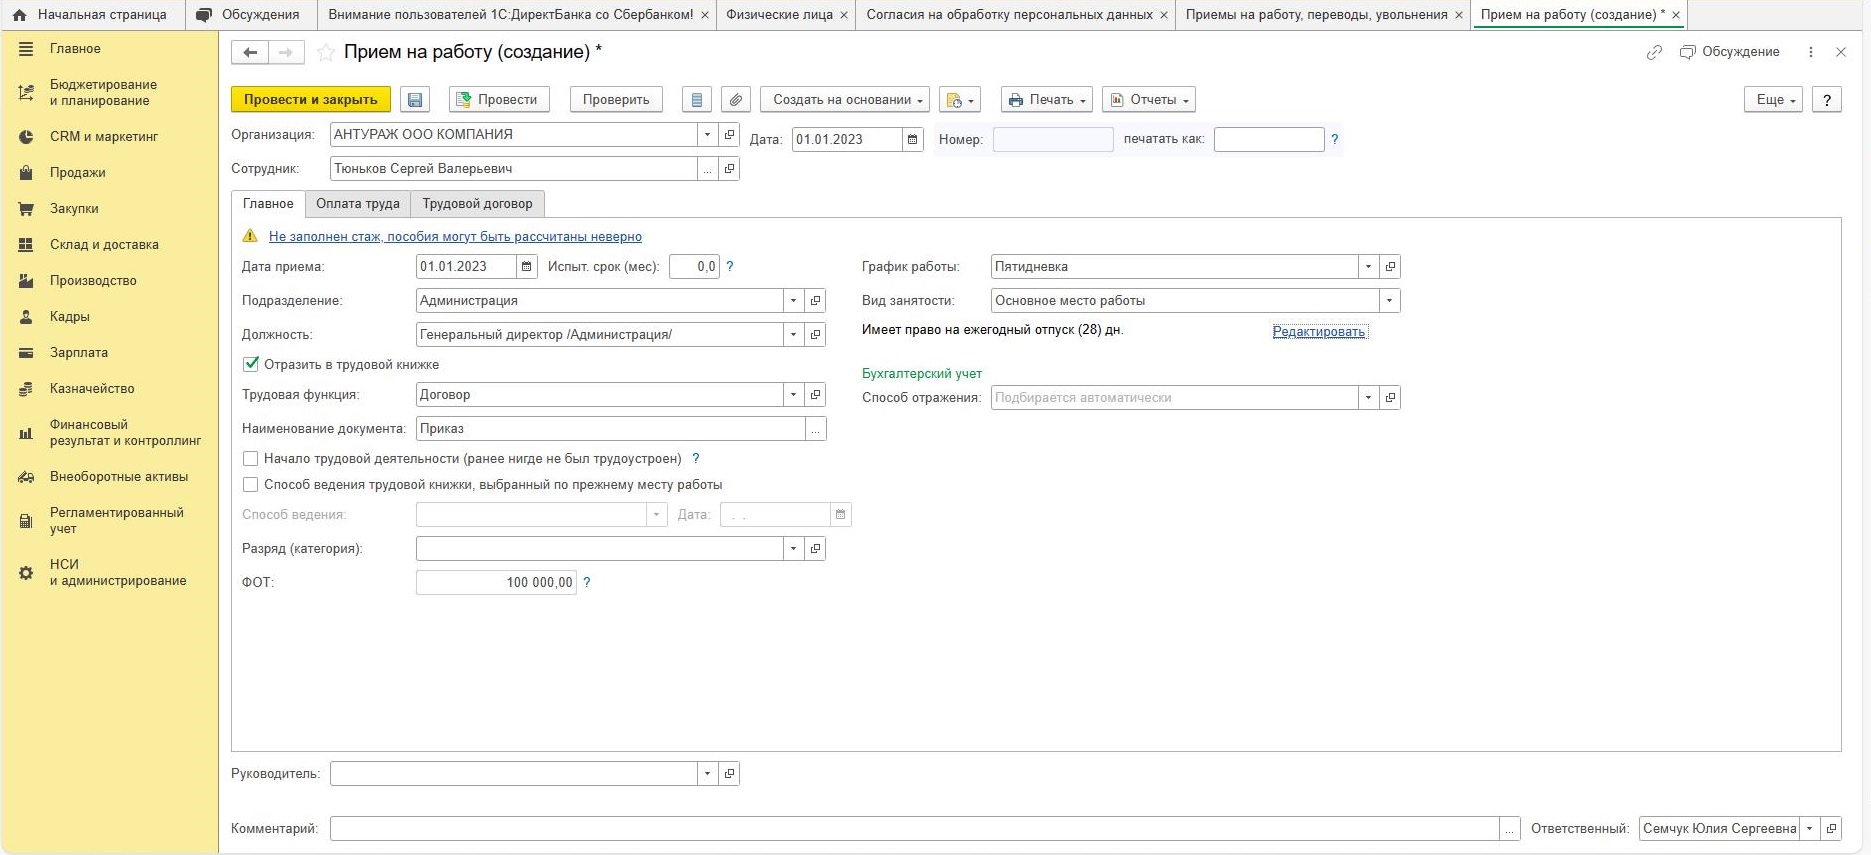 Начальная страница
Обсуждения
Внимание пользователей 1С:ДиректБанка со Сбербанком! ×
Физические лица ×
Согласия на обработку персональных данных ×
Приемы на работу, переводы, увольнения ×
Прием на работу (создание) * ×
Главное
Бюджетирование
и планирование
CRM и маркетинг
Продажи
Закупки
Склад и доставка
Производство
Кадры
Зарплата
Казначейство
Финансовый
результат и контроллинг
Внеоборотные активы
Регламентированный
учет
НСИ
и администрирование
Прием на работу (создание) *
Обсуждение
Провести и закрыть
Провести
Проверить
Создать на основании
Печать
Отчеты
Еще
?
Организация: АНТУРАЖ ООО КОМПАНИЯ
Дата: 01.01.2023
Номер:
печатать как: ?
Сотрудник: Тюньков Сергей Валерьевич ...
Главное
Оплата труда
Трудовой договор
Не заполнен стаж, пособия могут быть рассчитаны неверно
Дата приема: 01.01.2023 Испыт. срок (мес): 0,0 ?
Подразделение: Администрация
Должность: Генеральный директор /Администрация/
Отразить в трудовой книжке
Трудовая функция: Договор
Наименование документа: Приказ ...
Начало трудовой деятельности (ранее нигде не был трудоустроен) ?
Способ ведения трудовой книжки, выбранный по прежнему месту работы
Способ ведения: Дата: . .
Разряд (категория):
ФОТ: 100 000,00 ?
График работы: Пятидневка
Вид занятости: Основное место работы
Имеет право на ежегодный отпуск (28) дн. Редактировать
Бухгалтерский учет
Способ отражения: Подбирается автоматически
Руководитель:
Комментарий: ...
Ответственный: Семчук Юлия Сергеевна